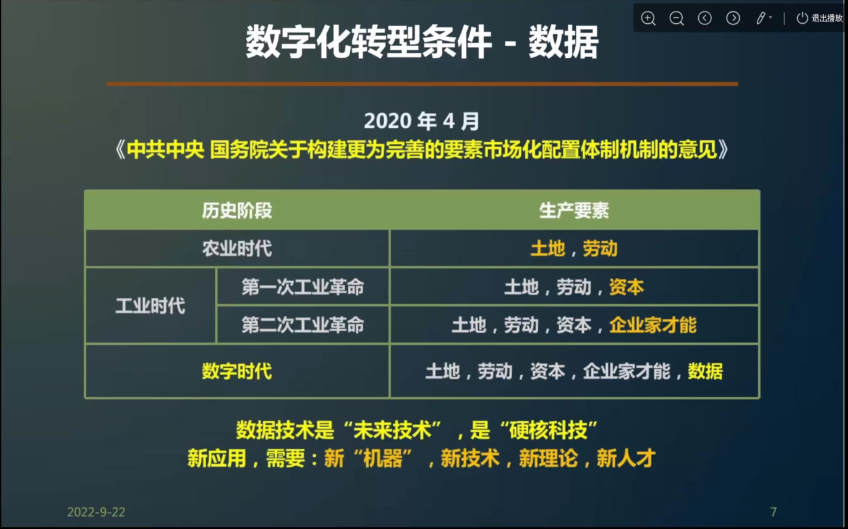 退出播放
数字化转型条件 - 数据
2020 年 4 月
《中共中央 国务院关于构建更为完善的要素市场化配置体制机制的意见》
历史阶段 生产要素
农业时代 土地，劳动
工业时代 第一次工业革命 土地，劳动，资本
第二次工业革命 土地，劳动，资本，企业家才能
数字时代 土地，劳动，资本，企业家才能，数据
数据技术是“未来技术”，是“硬核科技”
新应用，需要：新“机器”，新技术，新理论，新人才
2022-9-22 7